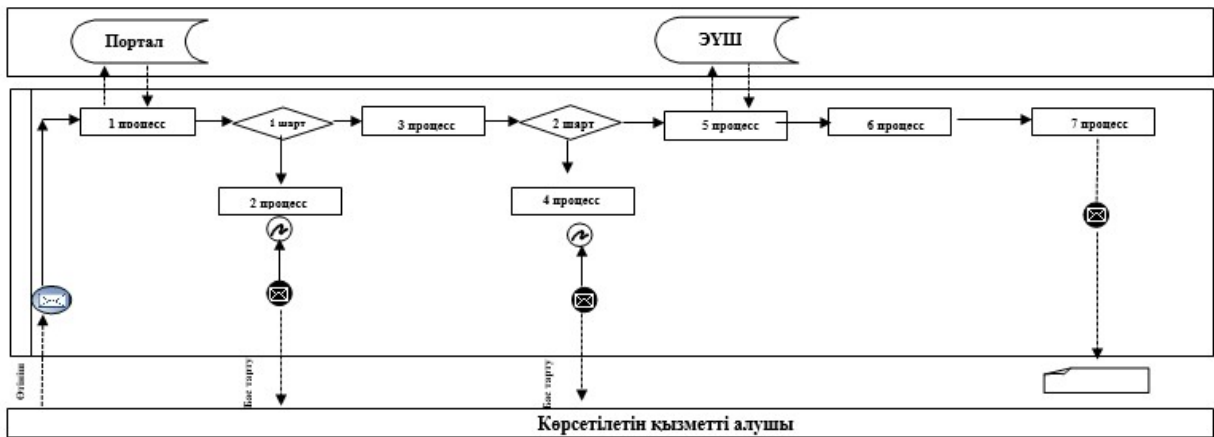 Портал
ЭҮШ
1 процесс
1 шарт
3 процесс
2 шарт
5 процесс
6 процесс
7 процесс
2 процесс
4 процесс
Өтініш
Бас тарту
Бас тарту
Көрсетілетін қызметті алушы